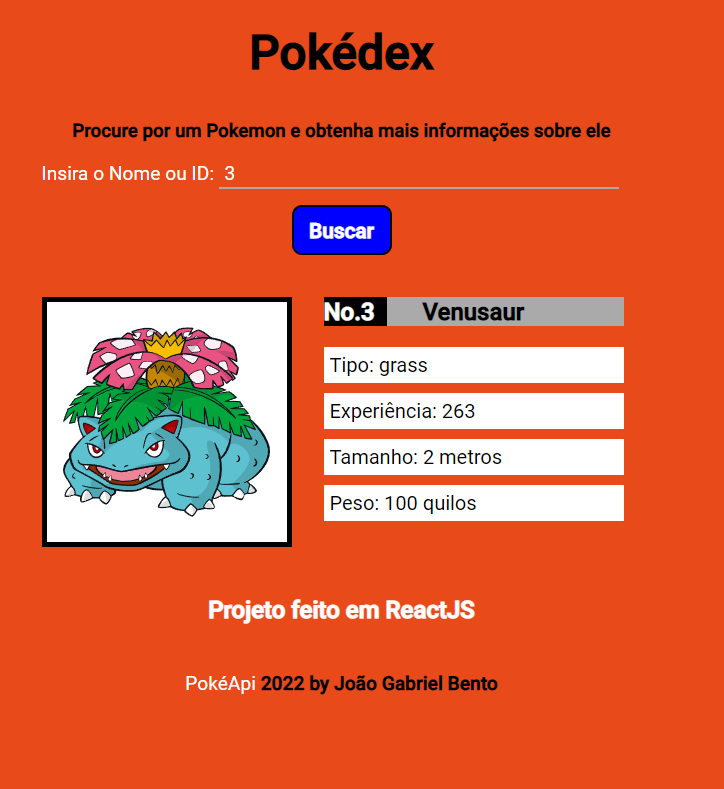 Pokédex
Procure por um Pokemon e obtenha mais informações sobre ele
Insira o Nome ou ID: 3
Buscar
No.3 Venusaur
Tipo: grass
Experiência: 263
Tamanho: 2 metros
Peso: 100 quilos
Projeto feito em ReactJS
PokéApi 2022 by João Gabriel Bento